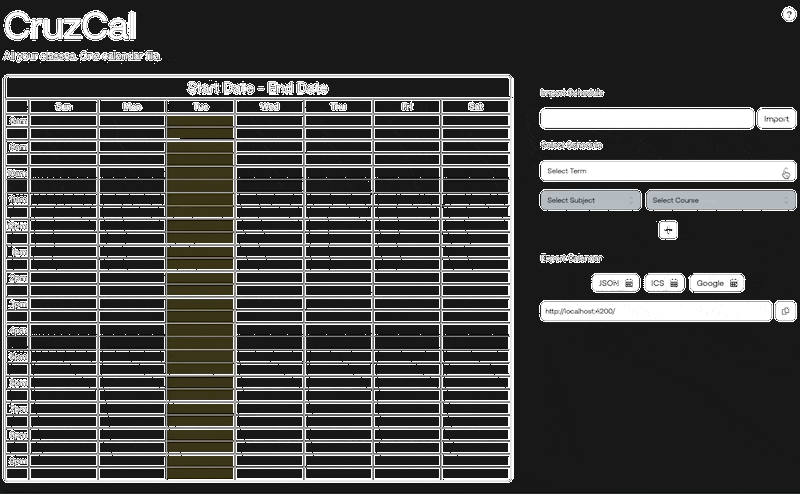 CruzCal
?
All your classes. One calendar file.
Start Date - End Date
Sun Mon Tue Wed Thu Fri Sat
8am
9am
10am
11am
12pm
1pm
2pm
3pm
4pm
5pm
6pm
7pm
8pm
9pm
Import Schedule
Import
Select Schedule
Select Term
Select Subject Select Course
+
Export Calendar
JSON ICS Google
http://localhost:4200/